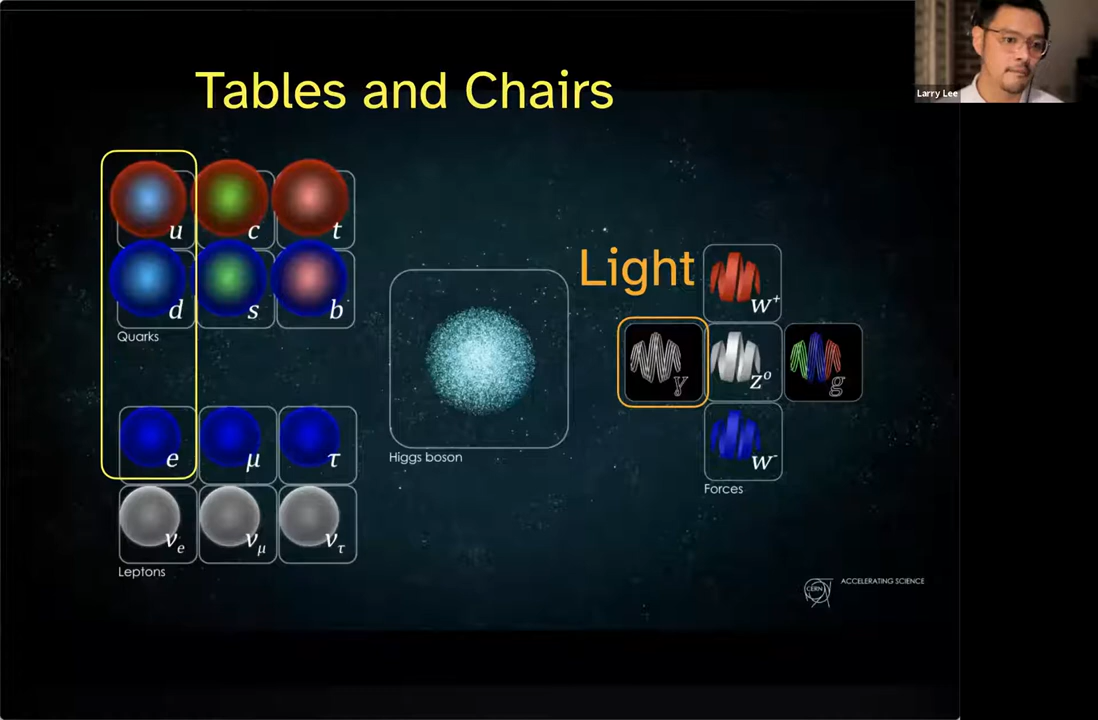 Larry Lee
Tables and Chairs
u c t
d s b
Quarks
Light
W⁺
γ Z⁰ g
W⁻
Higgs boson
Forces
e μ τ
νₑ ν_μ ν_τ
Leptons
CERN
ACCELERATING SCIENCE